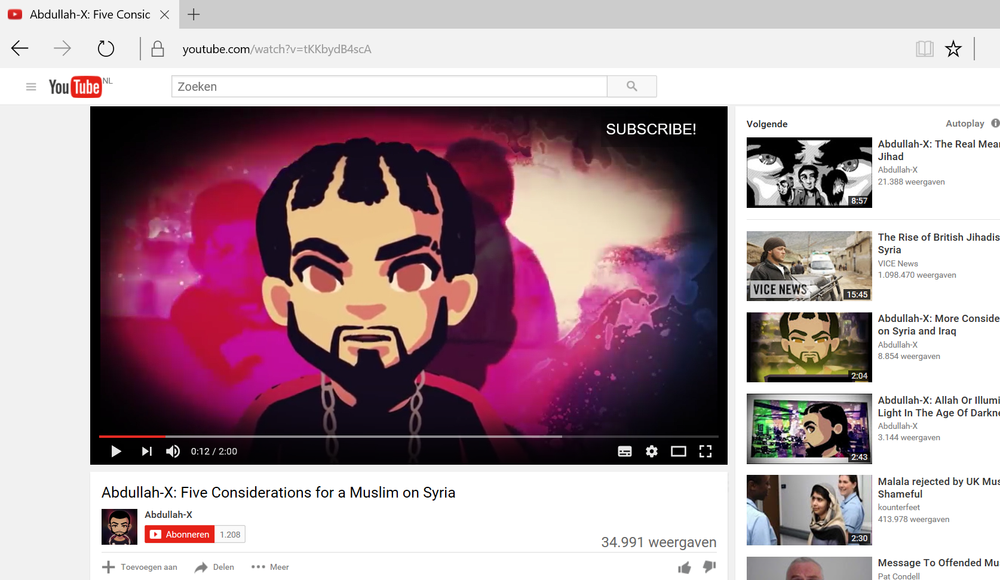 Abdullah-X: Five Consic
youtube.com/watch?v=tKKbydB4scA
YouTube NL
Zoeken
SUBSCRIBE!
0:12 / 2:00
Abdullah-X: Five Considerations for a Muslim on Syria
Abdullah-X
Abonneren 1.208
34.991 weergaven
Toevoegen aan Delen Meer
Volgende Autoplay
8:57
Abdullah-X: The Real Mea
Jihad
Abdullah-X
21.388 weergaven
VICE NEWS
15:45
The Rise of British Jihadis
Syria
VICE News
1.098.470 weergaven
2:04
Abdullah-X: More Conside
on Syria and Iraq
Abdullah-X
8.854 weergaven
2:43
Abdullah-X: Allah Or Illumi
Light In The Age Of Darkne
Abdullah-X
3.144 weergaven
2:30
Malala rejected by UK Mus
Shameful
kounterfeet
413.978 weergaven
Message To Offended Mu
Pat Condell